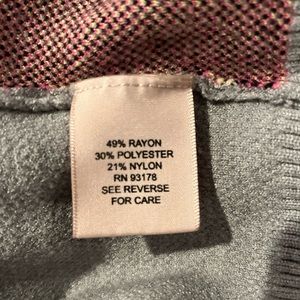 49% RAYON
30% POLYESTER
21% NYLON
RN 93178
SEE REVERSE
FOR CARE